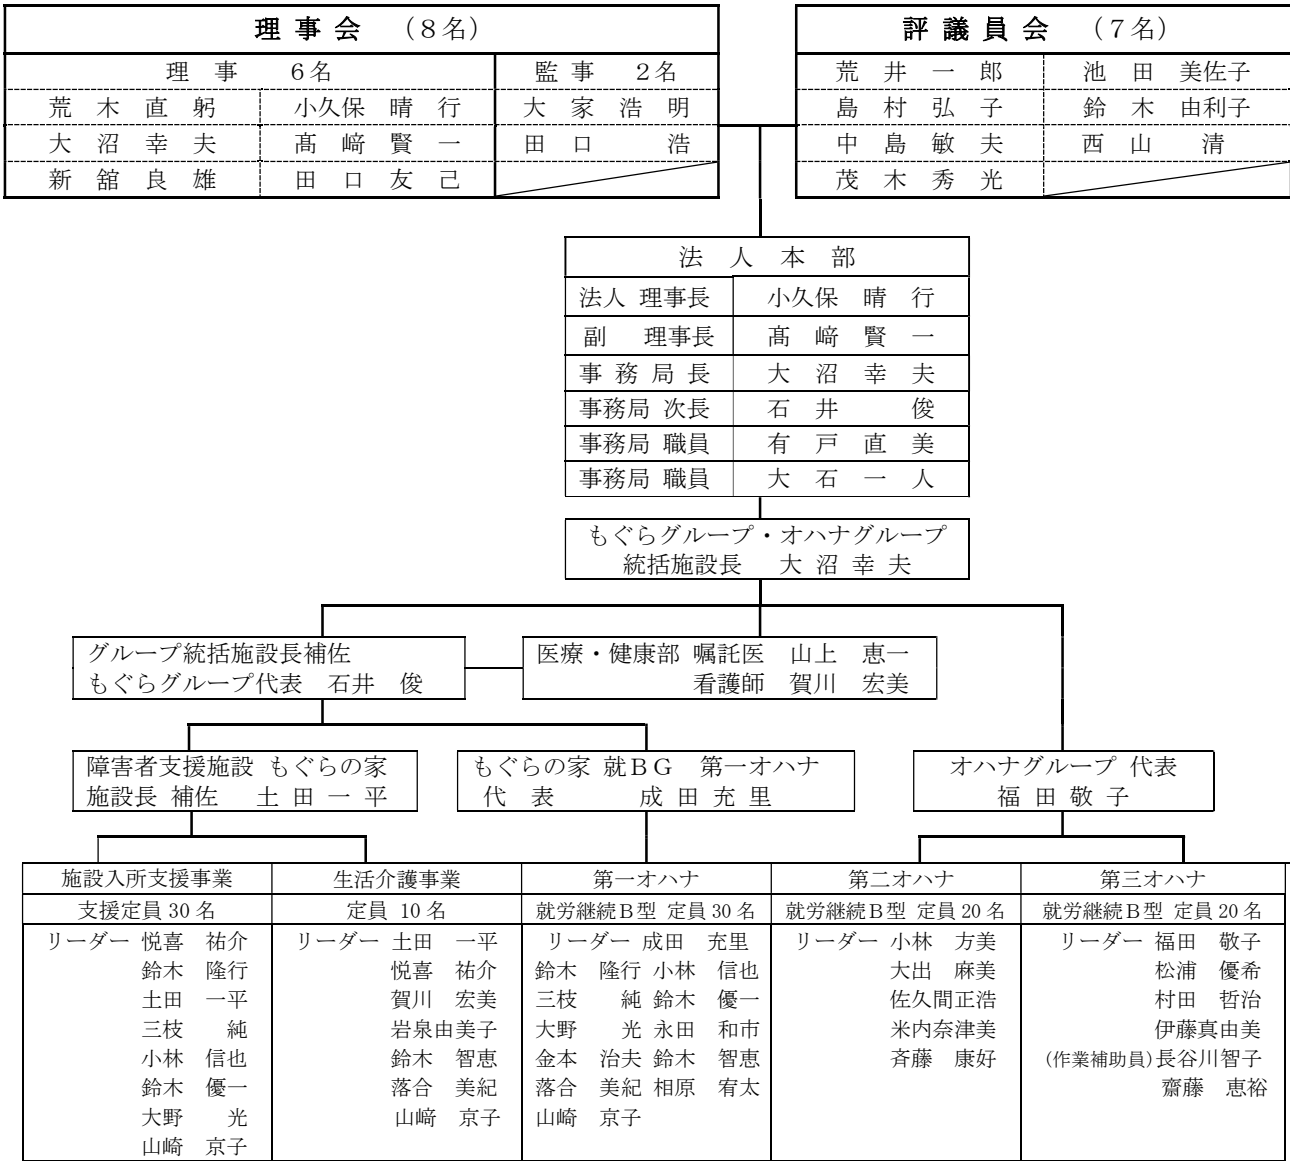 理 事 会 （8名）
理 事 6名 監 事 2名
荒 木 直 躬 小久保 晴 行 大 家 浩 明
大 沼 幸 夫 髙 﨑 賢 一 田 口 浩
新 舘 良 雄 田 口 友 己
評 議 員 会 （7名）
荒 井 一 郎 池 田 美佐子
島 村 弘 子 鈴 木 由利子
中 島 敏 夫 西 山 清
茂 木 秀 光
法 人 本 部
法人 理事長 小久保 晴 行
副 理事長 髙 﨑 賢 一
事 務 局 長 大 沼 幸 夫
事務局 次長 石 井 俊
事務局 職員 有 戸 直 美
事務局 職員 大 石 一 人
もぐらグループ・オハナグループ
統括施設長 大 沼 幸 夫
グループ統括施設長補佐
もぐらグループ代表 石井 俊
医療・健康部 嘱託医 山上 恵一
看護師 賀川 宏美
障害者支援施設 もぐらの家
施設長 補佐 土 田 一 平
もぐらの家 就ＢＧ 第一オハナ
代 表 成 田 充 里
オハナグループ 代表
福 田 敬 子
施設入所支援事業
支援定員 30 名
リーダー 悦喜 祐介
鈴木 隆行
土田 一平
三枝 純
小林 信也
鈴木 優一
大野 光
山崎 京子
生活介護事業
定員 10 名
リーダー 土田 一平
悦喜 祐介
賀川 宏美
岩泉由美子
鈴木 智恵
落合 美紀
山﨑 京子
第一オハナ
就労継続Ｂ型 定員 30 名
リーダー 成田 充里
鈴木 隆行 小林 信也
三枝 純 鈴木 優一
大野 光 永田 和市
金本 治夫 鈴木 智恵
落合 美紀 相原 宥太
山崎 京子
第二オハナ
就労継続Ｂ型 定員 20 名
リーダー 小林 方美
大出 麻美
佐久間正浩
米内奈津美
斉藤 康好
第三オハナ
就労継続Ｂ型 定員 20 名
リーダー 福田 敬子
松浦 優希
村田 哲治
伊藤真由美
(作業補助員)長谷川智子
齋藤 恵裕